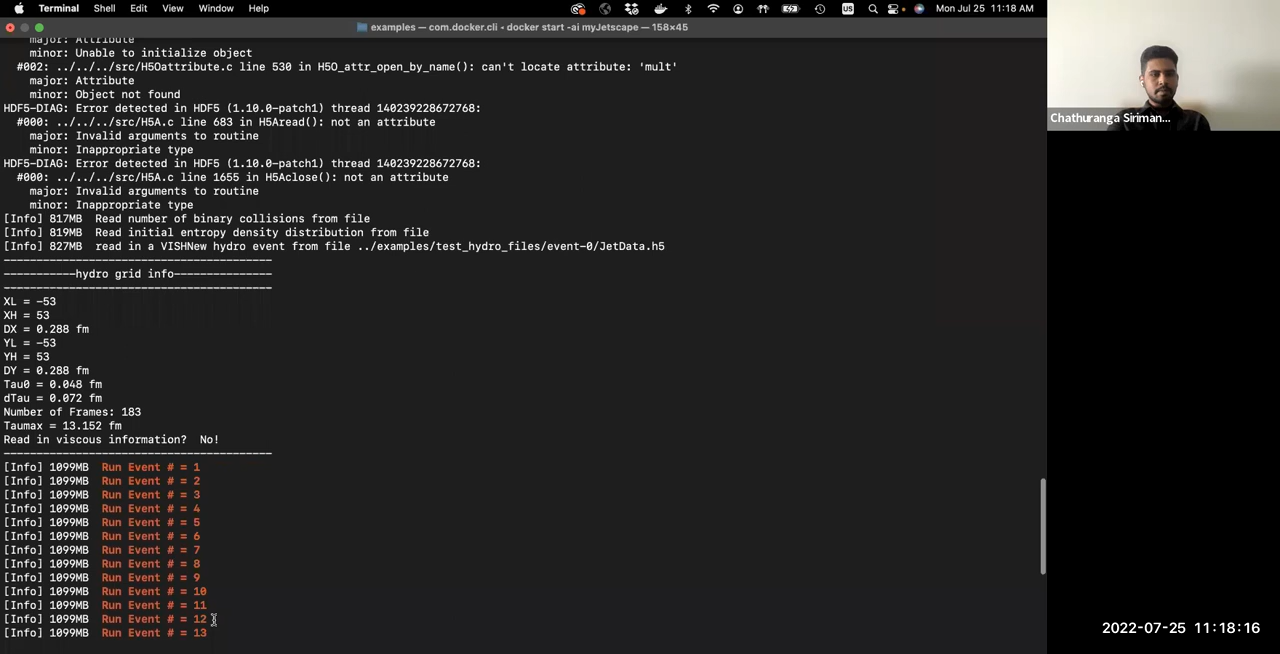 Terminal Shell Edit View Window Help
US Mon Jul 25 11:18 AM
examples — com.docker.cli - docker start -ai myJetscape — 158×45
major: Attribute
minor: Unable to initialize object
#002: ../../../src/H5Oattribute.c line 530 in H5O_attr_open_by_name(): can't locate attribute: 'mult'
major: Attribute
minor: Object not found
HDF5-DIAG: Error detected in HDF5 (1.10.0-patch1) thread 140239228672768:
#000: ../../../src/H5A.c line 683 in H5Aread(): not an attribute
major: Invalid arguments to routine
minor: Inappropriate type
HDF5-DIAG: Error detected in HDF5 (1.10.0-patch1) thread 140239228672768:
#000: ../../../src/H5A.c line 1655 in H5Aclose(): not an attribute
major: Invalid arguments to routine
minor: Inappropriate type
[Info] 817MB  Read number of binary collisions from file
[Info] 819MB  Read initial entropy density distribution from file
[Info] 827MB  read in a VISHNew hydro event from file ../examples/test_hydro_files/event-0/JetData.h5
-----------------------------------------
-----------hydro grid info---------------
-----------------------------------------
XL = -53
XH = 53
DX = 0.288 fm
YL = -53
YH = 53
DY = 0.288 fm
Tau0 = 0.048 fm
dTau = 0.072 fm
Number of Frames: 183
Taumax = 13.152 fm
Read in viscous information?  No!
-----------------------------------------
[Info] 1099MB  Run Event # = 1
[Info] 1099MB  Run Event # = 2
[Info] 1099MB  Run Event # = 3
[Info] 1099MB  Run Event # = 4
[Info] 1099MB  Run Event # = 5
[Info] 1099MB  Run Event # = 6
[Info] 1099MB  Run Event # = 7
[Info] 1099MB  Run Event # = 8
[Info] 1099MB  Run Event # = 9
[Info] 1099MB  Run Event # = 10
[Info] 1099MB  Run Event # = 11
[Info] 1099MB  Run Event # = 12
[Info] 1099MB  Run Event # = 13
Chathuranga Siriman...
2022-07-25 11:18:16